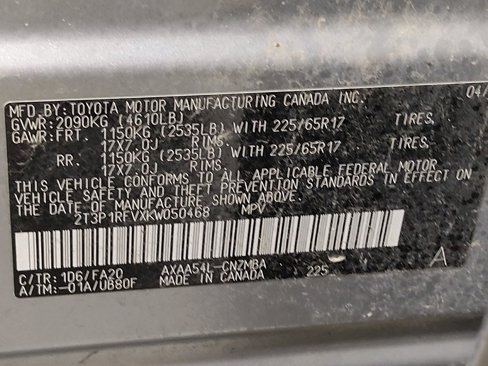 MFD.BY:TOYOTA MOTOR MANUFACTURING CANADA INC. 04/
GVWR:2090KG (4610LB)
GAWR:FRT. 1150KG (2535LB) WITH 225/65R17 TIRES.
17X7.0J RIMS.
RR. 1150KG (2535LB) WITH 225/65R17 TIRES.
17X7.0J RIMS.
THIS VEHICLE CONFORMS TO ALL APPLICABLE FEDERAL MOTOR
VEHICLE SAFETY AND THEFT PREVENTION STANDARDS IN
EFFECT ON THE DATE OF MANUFACTURE SHOWN ABOVE.
2T3P1RFVXKW050468 MPV
C/TR:1D6/FA20 AXAA54L-CNZMBA 225 A
A/TM:-01A/UB80F MADE IN CANADA